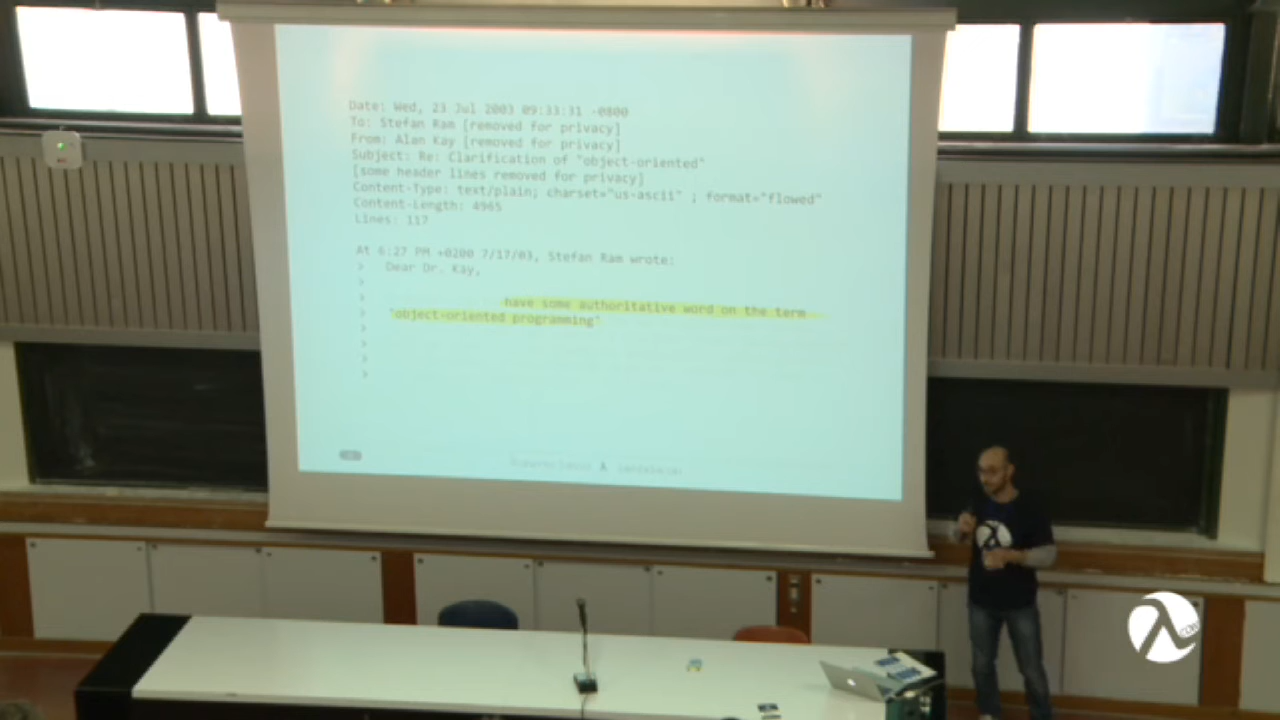 Date: Wed, 23 Jul 2003 09:33:31 -0800
To: Stefan Ram [removed for privacy]
From: Alan Kay [removed for privacy]
Subject: Re: Clarification of "object-oriented"
[some header lines removed for privacy]
Content-Type: text/plain; charset="us-ascii" ; format="flowed"
Content-Length: 4965
Lines: 117
At 6:27 PM +0200 7/17/03, Stefan Ram wrote:
> Dear Dr. Kay,
>
>
have some authoritative word on the term
> "object-oriented programming"
>
>
>
>
λ